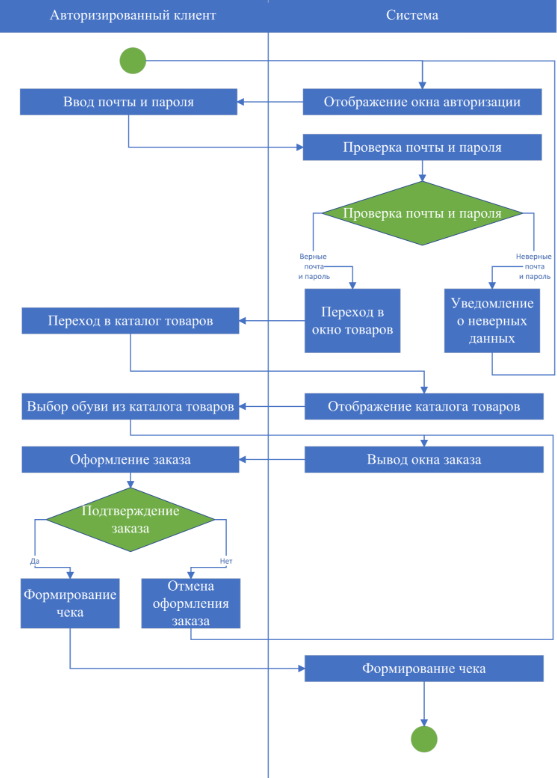 Авторизированный клиент
Система
Ввод почты и пароля
Отображение окна авторизации
Проверка почты и пароля
Проверка почты и пароля
Верные
почта
и пароль
Неверные
почта
и пароль
Переход в каталог товаров
Переход в
окно товаров
Уведомление
о неверных
данных
Выбор обуви из каталога товаров
Отображение каталога товаров
Оформление заказа
Вывод окна заказа
Подтверждение
заказа
Да
Нет
Формирование
чека
Отмена
оформления
заказа
Формирование чека